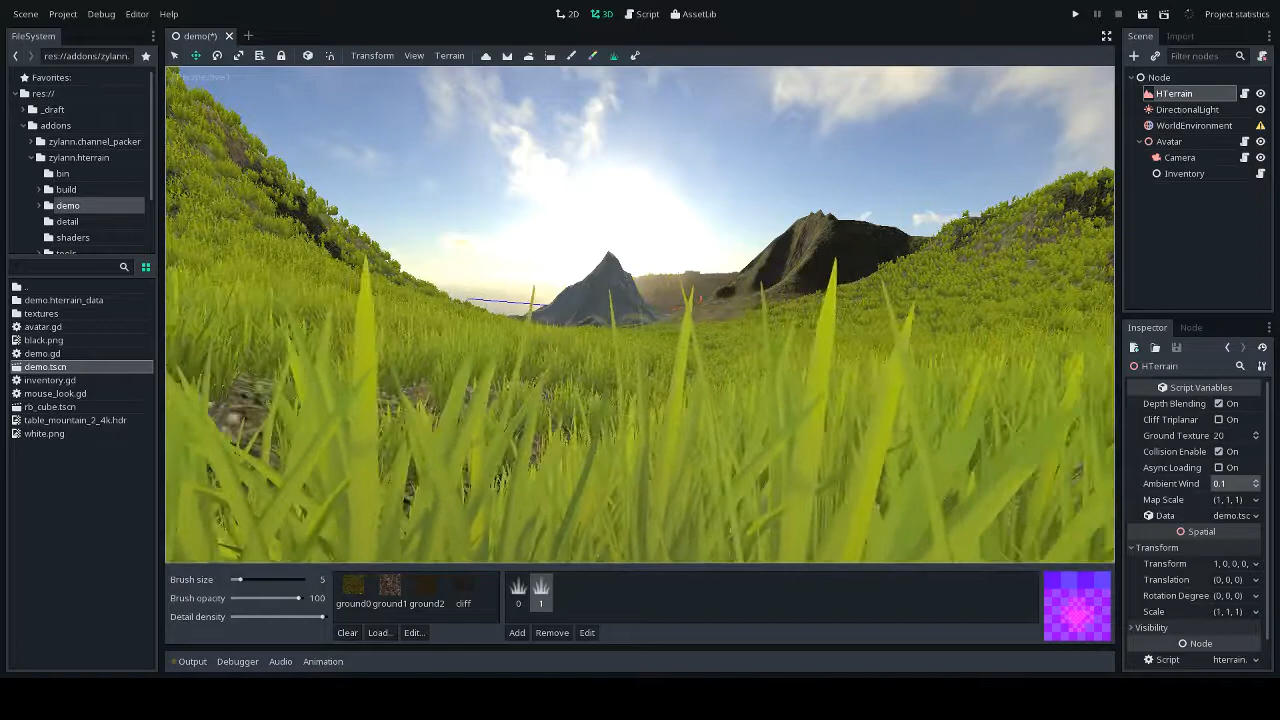 Scene Project Debug Editor Help
2D 3D Script AssetLib
Project statistics
FileSystem
res://addons/zylann.
Favorites:
res://
_draft
addons
zylann.channel_packer
zylann.hterrain
bin
build
demo
detail
shaders
tools
..
demo.hterrain_data
textures
avatar.gd
black.png
demo.gd
demo.tscn
inventory.gd
mouse_look.gd
rb_cube.tscn
table_mountain_2_4k.hdr
white.png
demo(*)
Transform View Terrain
[Perspective]
Brush size 5
Brush opacity 100
Detail density
ground0 ground1 ground2 cliff
Clear Load... Edit...
0 1
Add Remove Edit
Output Debugger Audio Animation
Scene Import
Filter nodes
Node
HTerrain
DirectionalLight
WorldEnvironment
Avatar
Camera
Inventory
Inspector Node
HTerrain
Script Variables
Depth Blending On
Cliff Triplanar On
Ground Texture 20
Collision Enable On
Async Loading On
Ambient Wind 0.1
Map Scale (1, 1, 1)
Data demo.tsc
Spatial
Transform
Transform 1, 0, 0, 0,
Translation (0, 0, 0)
Rotation Degree (0, 0, 0)
Scale (1, 1, 1)
Visibility
Node
Script hterrain.